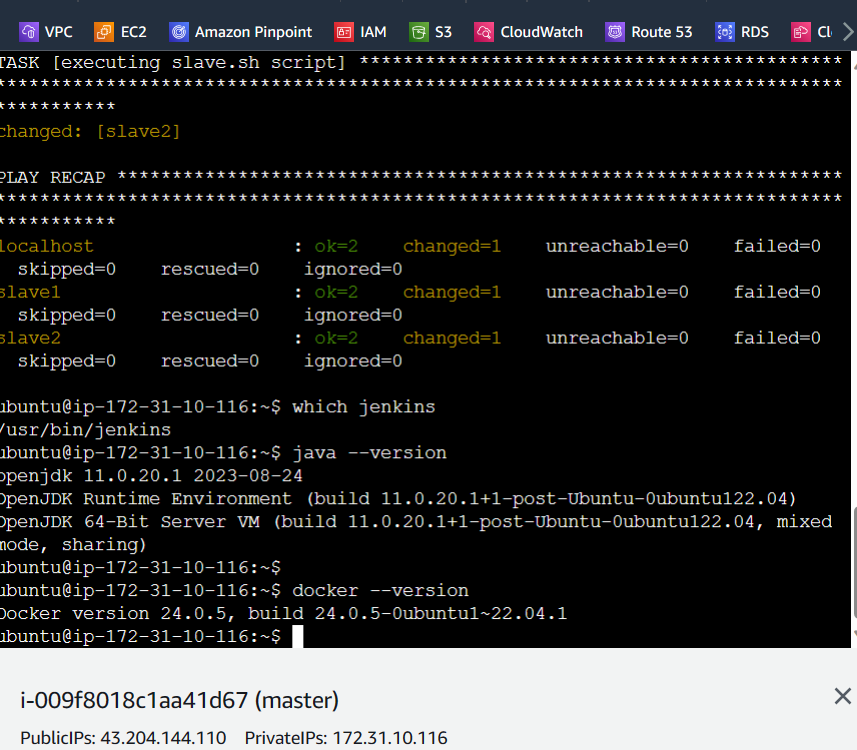 VPC EC2 Amazon Pinpoint IAM S3 CloudWatch Route 53 RDS Cl
TASK [executing slave.sh script] ********************************************
*****************************************************************************
***********
changed: [slave2]
PLAY RECAP ******************************************************************
*****************************************************************************
***********
localhost : ok=2 changed=1 unreachable=0 failed=0
skipped=0 rescued=0 ignored=0
slave1 : ok=2 changed=1 unreachable=0 failed=0
skipped=0 rescued=0 ignored=0
slave2 : ok=2 changed=1 unreachable=0 failed=0
skipped=0 rescued=0 ignored=0
ubuntu@ip-172-31-10-116:~$ which jenkins
/usr/bin/jenkins
ubuntu@ip-172-31-10-116:~$ java --version
openjdk 11.0.20.1 2023-08-24
OpenJDK Runtime Environment (build 11.0.20.1+1-post-Ubuntu-0ubuntu122.04)
OpenJDK 64-Bit Server VM (build 11.0.20.1+1-post-Ubuntu-0ubuntu122.04, mixed
mode, sharing)
ubuntu@ip-172-31-10-116:~$
ubuntu@ip-172-31-10-116:~$ docker --version
Docker version 24.0.5, build 24.0.5-0ubuntu1~22.04.1
ubuntu@ip-172-31-10-116:~$
i-009f8018c1aa41d67 (master)
PublicIPs: 43.204.144.110 PrivateIPs: 172.31.10.116